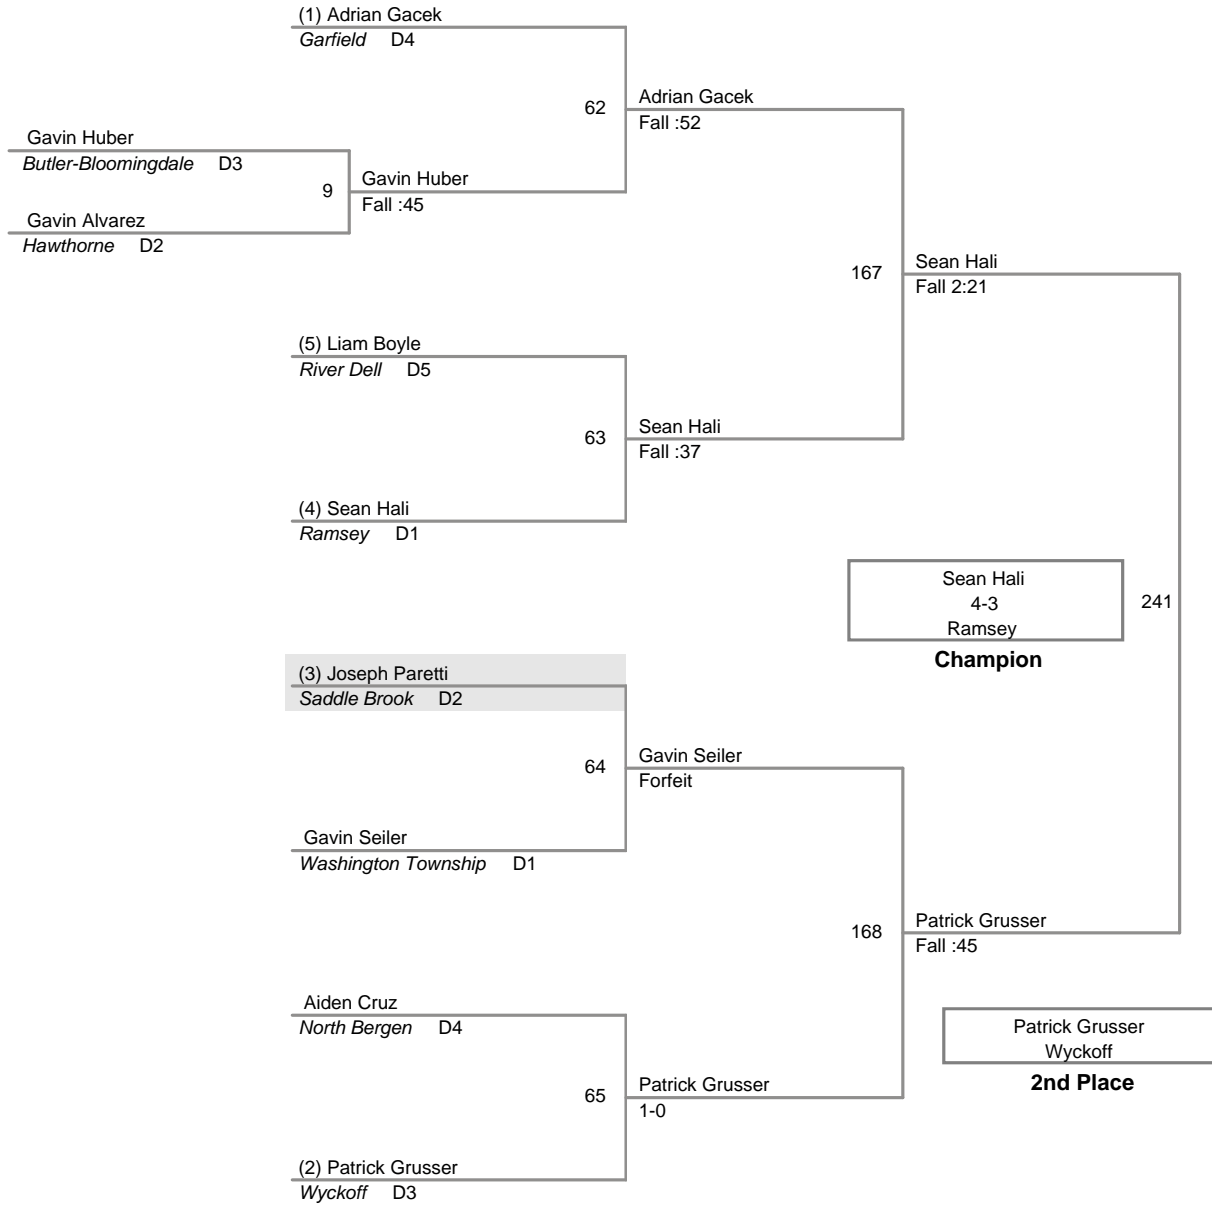 (1) Adrian Gacek
Garfield D4
62
Adrian Gacek
Fall :52
Gavin Huber
Butler-Bloomingdale D3
9
Gavin Huber
Fall :45
Gavin Alvarez
Hawthorne D2
167
Sean Hali
Fall 2:21
(5) Liam Boyle
River Dell D5
63
Sean Hali
Fall :37
(4) Sean Hali
Ramsey D1
Sean Hali
4-3
Ramsey
Champion
241
(3) Joseph Paretti
Saddle Brook D2
64
Gavin Seiler
Forfeit
Gavin Seiler
Washington Township D1
168
Patrick Grusser
Fall :45
Aiden Cruz
North Bergen D4
65
Patrick Grusser
1-0
Patrick Grusser
Wyckoff
2nd Place
(2) Patrick Grusser
Wyckoff D3